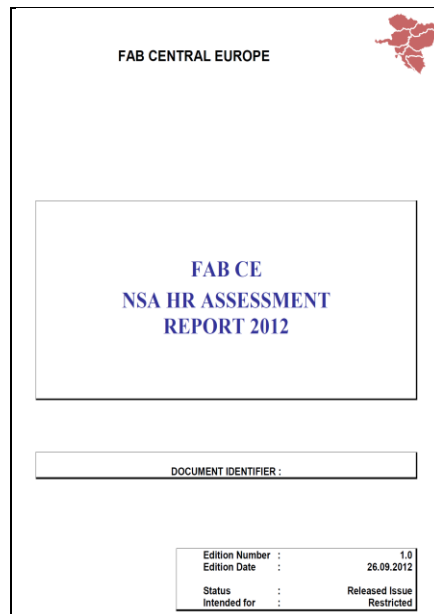 FAB CENTRAL EUROPE
FAB CE
NSA HR ASSESSMENT
REPORT 2012
DOCUMENT IDENTIFIER :
Edition Number : 1.0
Edition Date : 26.09.2012
Status : Released Issue
Intended for : Restricted